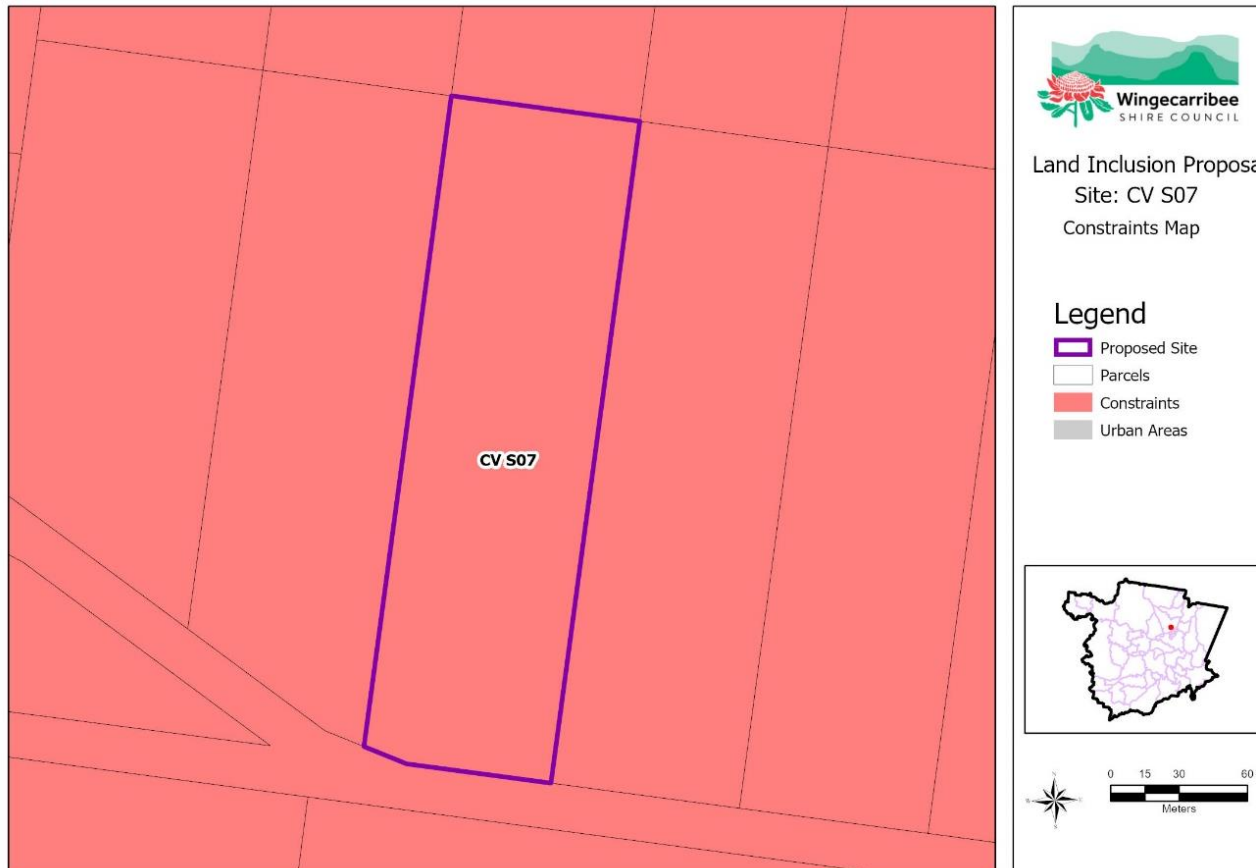 CV S07
Wingecarribee
SHIRE COUNCIL
Land Inclusion Proposa
Site: CV S07
Constraints Map
Legend
Proposed Site
Parcels
Constraints
Urban Areas
N
0 15 30 60
Meters